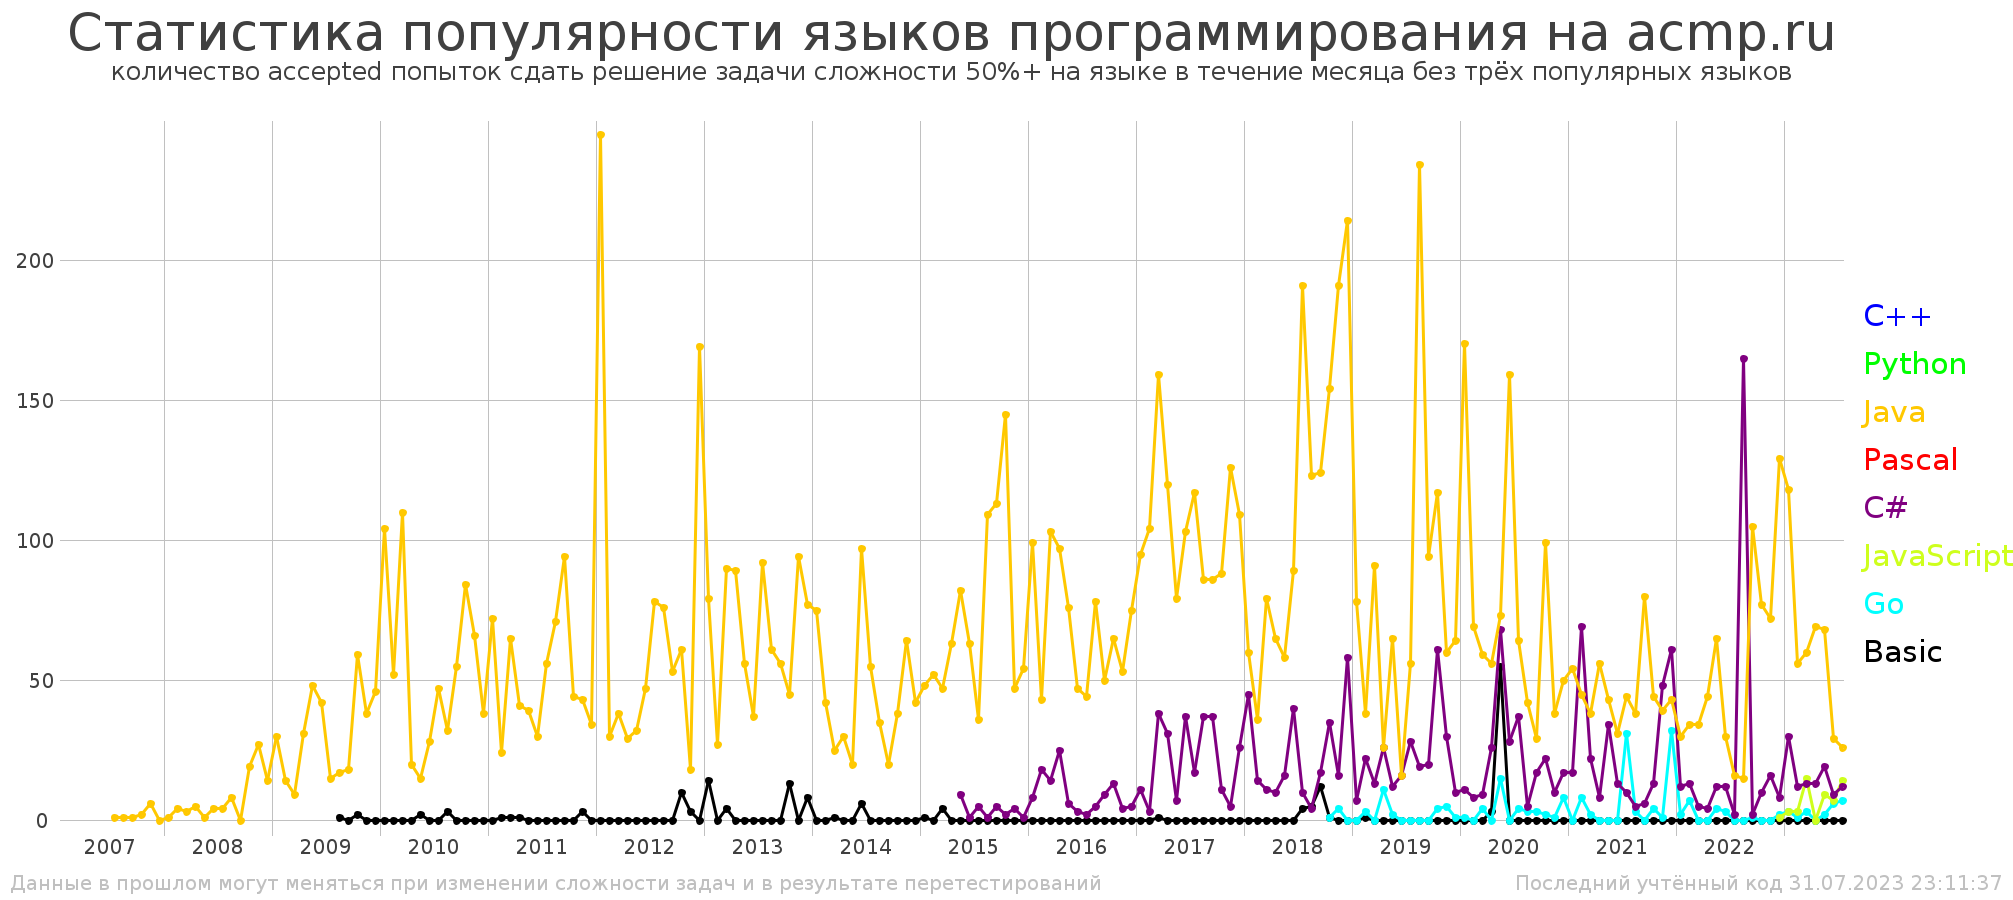 Статистика популярности языков программирования на acmp.ru
количество accepted попыток сдать решение задачи сложности 50%+ на языке в течение месяца без трёх популярных языков
200
150
100
50
0
2007 2008 2009 2010 2011 2012 2013 2014 2015 2016 2017 2018 2019 2020 2021 2022
C++
Python
Java
Pascal
C#
JavaScript
Go
Basic
Данные в прошлом могут меняться при изменении сложности задач и в результате перетестирований
Последний учтённый код 31.07.2023 23:11:37